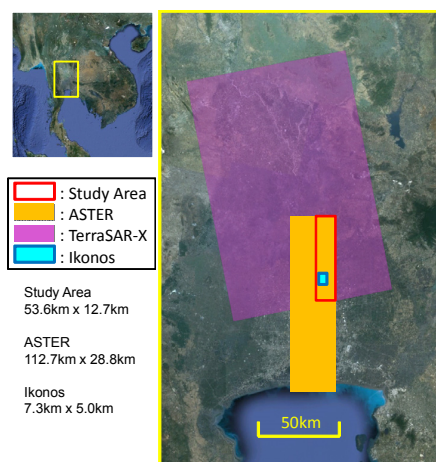 : Study Area
: ASTER
: TerraSAR-X
: Ikonos
Study Area
53.6km x 12.7km
ASTER
112.7km x 28.8km
Ikonos
7.3km x 5.0km
50km